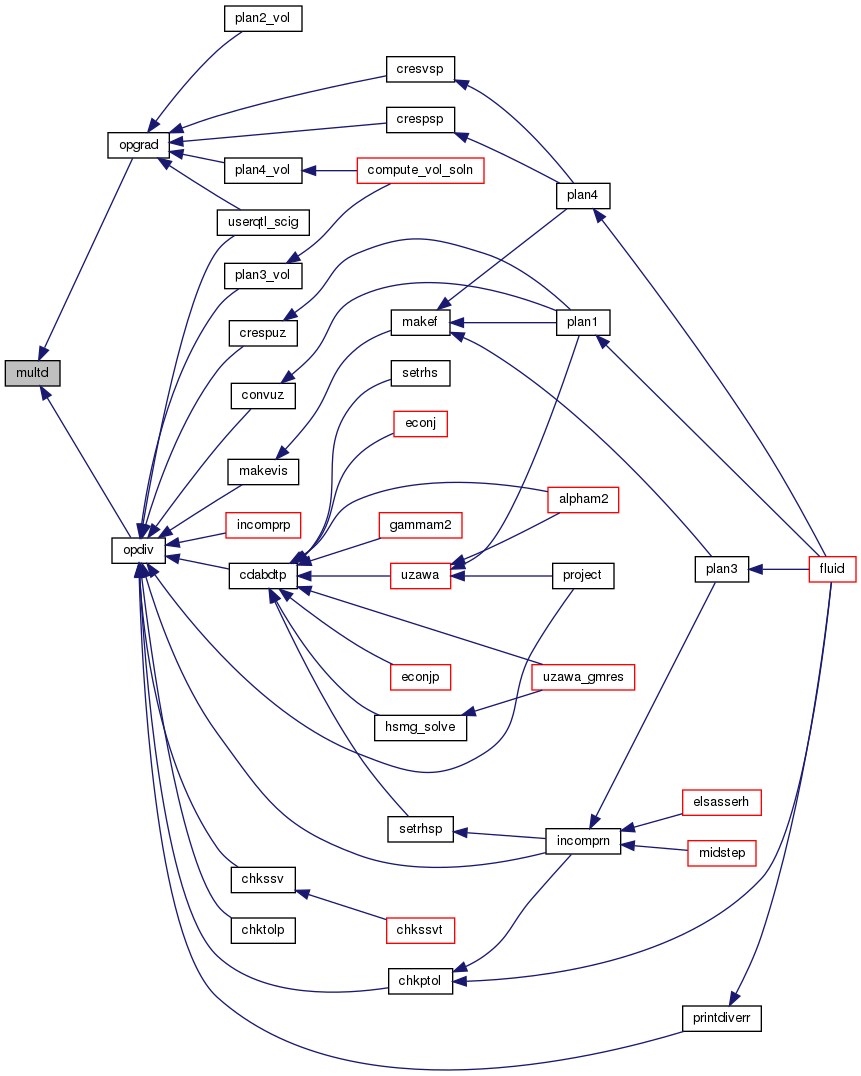 plan2_vol
cresvsp
crespsp
opgrad
plan4_vol
compute_vol_soln
plan4
userqtl_scig
plan3_vol
makef
plan1
crespuz
multd
setrhs
convuz
econj
makevis
alpham2
incomprp
gammam2
opdiv
cdabdtp
uzawa
project
plan3
fluid
econjp
uzawa_gmres
hsmg_solve
elsasserh
setrhsp
incomprn
midstep
chkssv
chktolp
chkssvt
chkptol
printdiverr